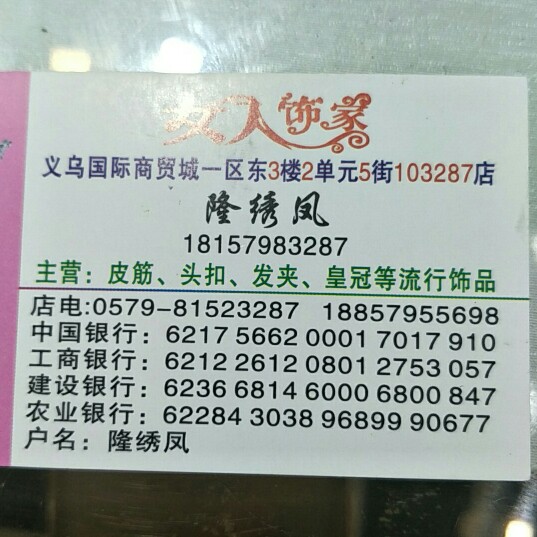 女人饰家
义乌国际商贸城一区东3楼2单元5街103287店
隆绣凤
18157983287
主营：皮筋、头扣、发夹、皇冠等流行饰品
店电:0579-81523287 18857955698
中国银行：6217 5662 0001 7017 910
工商银行：6212 2612 0801 2753 057
建设银行：6236 6814 6000 6800 847
农业银行：62284 3038 96899 90677
户名：隆绣凤